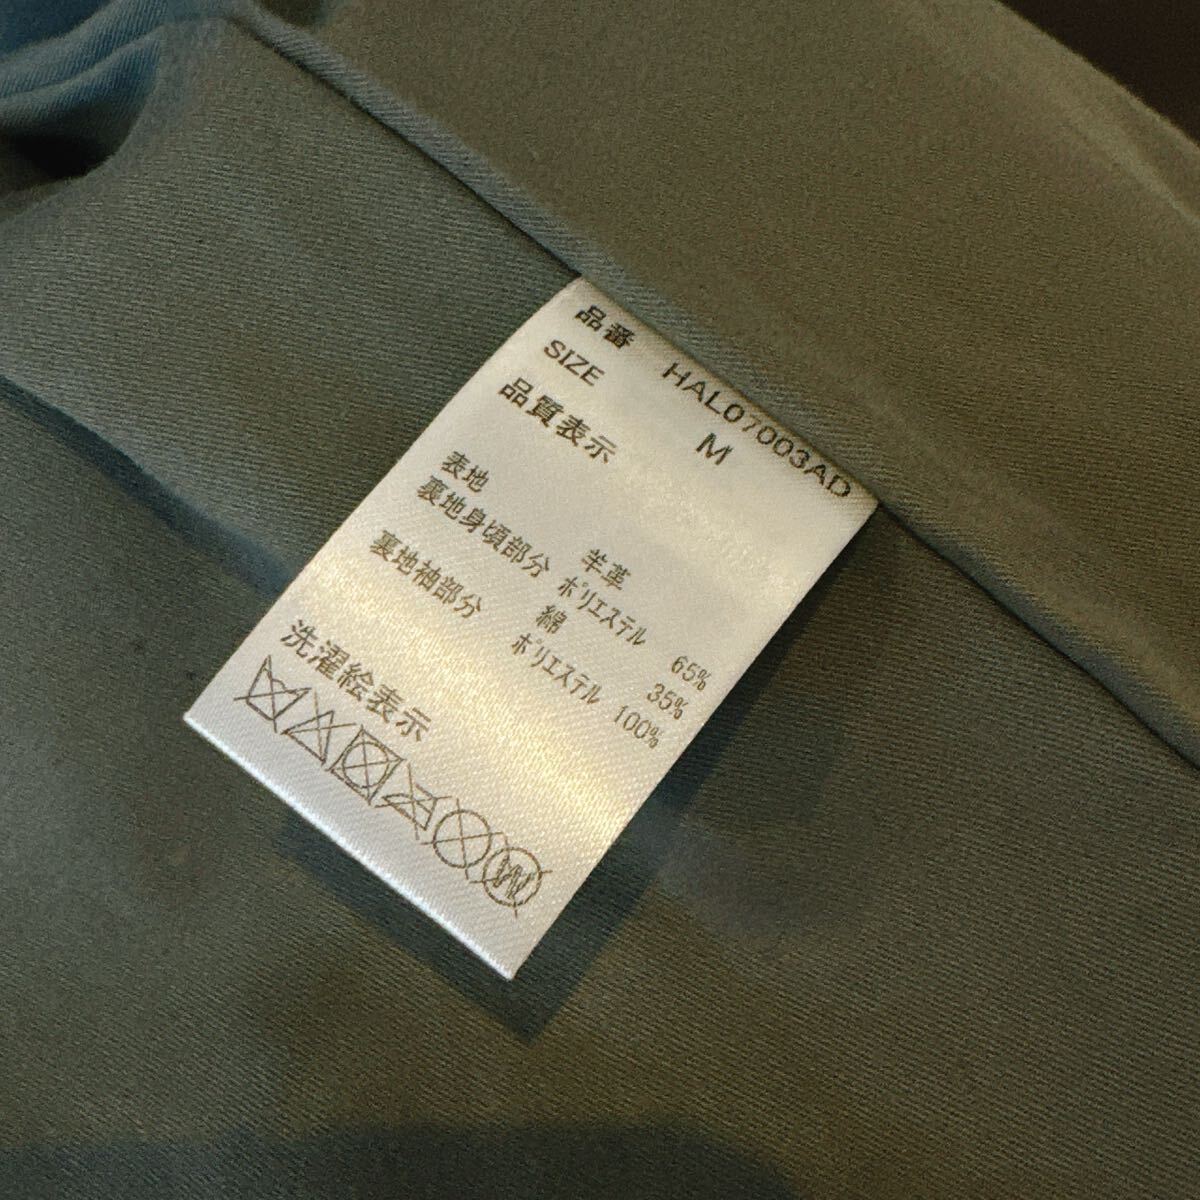 品番 HAL07003AD
SIZE M
品質表示
表地 羊革
裏地身頃部分 ポリエステル 65%
綿 35%
裏地袖部分 ポリエステル 100%
洗濯絵表示